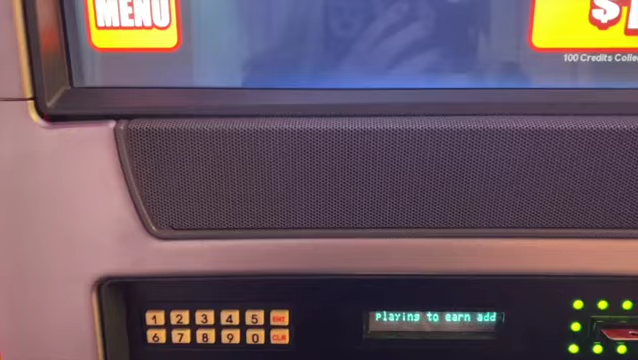 MENU
$
100 Credits
Playing to earn add
1 2 3 4 5 ENT
6 7 8 9 0 CLR